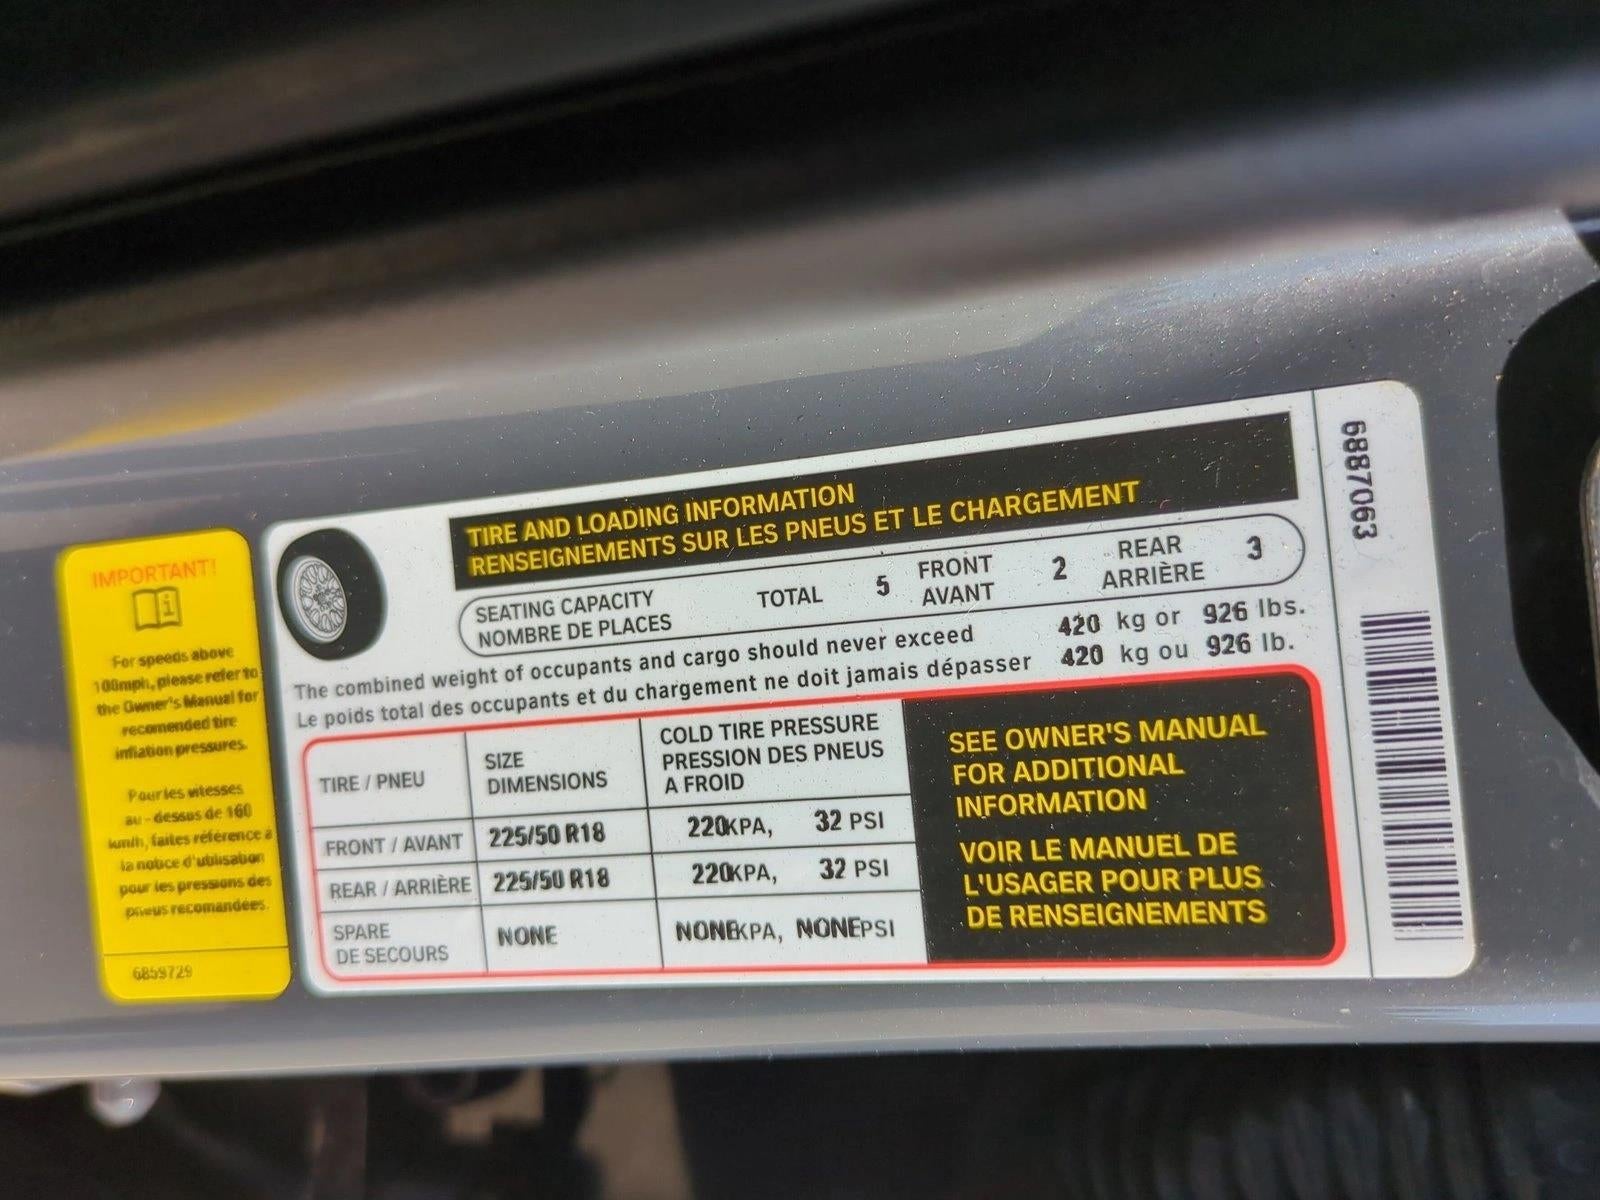 IMPORTANT!
i
For speeds above
100mph, please refer to
the Owner's Manual for
recomended tire
inflation pressures.
Pour les vitesses
au - dessus de 160
km/h, faites référence à
la notice d'utilisation
pour les pressions des
pneus recomandées.
6859729
TIRE AND LOADING INFORMATION
RENSEIGNEMENTS SUR LES PNEUS ET LE CHARGEMENT
SEATING CAPACITY
NOMBRE DE PLACES
TOTAL 5
FRONT
AVANT
2
REAR
ARRIÈRE
3
The combined weight of occupants and cargo should never exceed 420 kg or 926 lbs.
Le poids total des occupants et du chargement ne doit jamais dépasser 420 kg ou 926 lb.
TIRE / PNEU
SIZE
DIMENSIONS
COLD TIRE PRESSURE
PRESSION DES PNEUS
A FROID
FRONT / AVANT 225/50 R18 220KPA, 32 PSI
REAR / ARRIÈRE 225/50 R18 220KPA, 32 PSI
SPARE
DE SECOURS
NONE NONEKPA, NONEPSI
SEE OWNER'S MANUAL
FOR ADDITIONAL
INFORMATION
VOIR LE MANUEL DE
L'USAGER POUR PLUS
DE RENSEIGNEMENTS
6887063